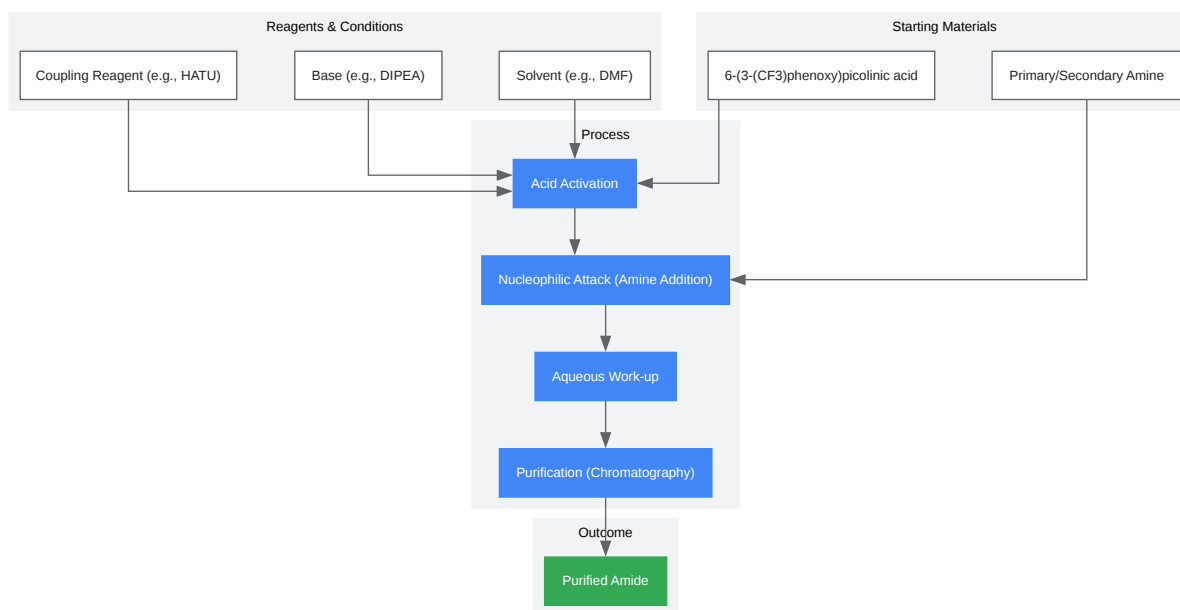 Reagents & Conditions
Starting Materials
Coupling Reagent (e.g., HATU)
Base (e.g., DIPEA)
Solvent (e.g., DMF)
6-(3-(CF3)phenoxy)picolinic acid
Primary/Secondary Amine
Process
Acid Activation
Nucleophilic Attack (Amine Addition)
Aqueous Work-up
Purification (Chromatography)
Outcome
Purified Amide